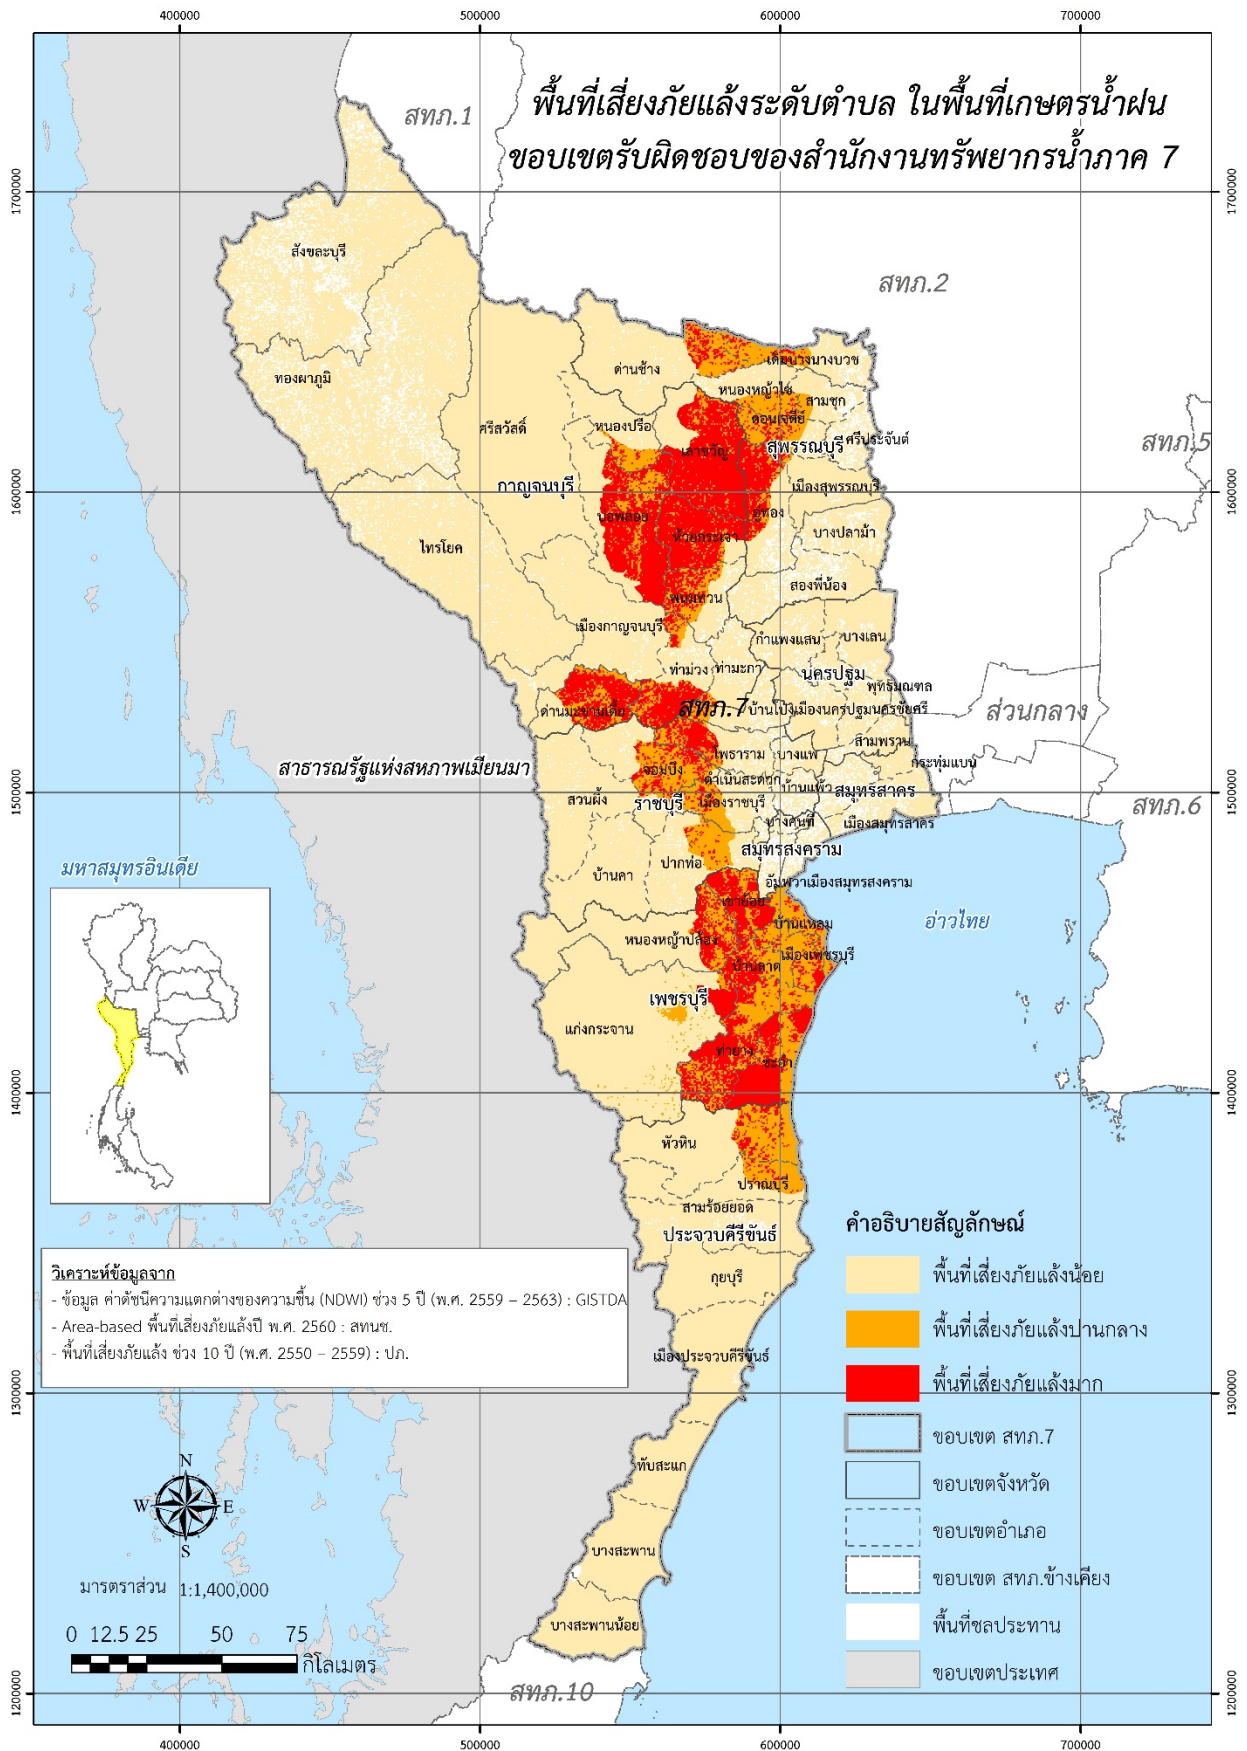 400000
500000
600000
700000
พื้นที่เสี่ยงภัยแล้งระดับตำบล ในพื้นที่เกษตรน้ำฝน
ขอบเขตรับผิดชอบของสำนักงานทรัพยากรน้ำภาค 7
สทภ.1
1700000
1700000
สังขละบุรี
สทภ.2
ด่านช้าง
เดิมบางนางบวช
ทองผาภูมิ
หนองหญ้าไซ
สามชุก
ศรีสวัสดิ์
หนองปรือ
ดอนเจดีย์
สุพรรณบุรี
ศรีประจันต์
สทภ.5
เลาขวัญ
กาญจนบุรี
เมืองสุพรรณบุรี
1600000
1600000
บ่อพลอย
อู่ทอง
ไทรโยค
ห้วยกระเจา
บางปลาม้า
สองพี่น้อง
พนมทวน
เมืองกาญจนบุรี
กำแพงแสน
บางเลน
ท่าม่วง
ท่ามะกา
นครปฐม
พุทธมณฑล
ด่านมะขามเตี้ย
สทภ.7
บ้านโป่ง
เมืองนครปฐม
นครชัยศรี
ส่วนกลาง
สามพราน
โพธาราม
บางแพ
กระทุ่มแบน
สาธารณรัฐแห่งสหภาพเมียนมา
จอมบึง
ดำเนินสะดวก
บ้านแพ้ว
สมุทรสาคร
1500000
1500000
สวนผึ้ง
ราชบุรี
เมืองราชบุรี
สทภ.6
บางคนที
เมืองสมุทรสาคร
สมุทรสงคราม
ปากท่อ
บ้านคา
มหาสมุทรอินเดีย
อัมพวา
เมืองสมุทรสงคราม
เขาย้อย
บ้านแหลม
อ่าวไทย
หนองหญ้าปล้อง
บ้านลาด
เมืองเพชรบุรี
เพชรบุรี
แก่งกระจาน
ท่ายาง
ชะอำ
1400000
1400000
หัวหิน
ปราณบุรี
สามร้อยยอด
ประจวบคีรีขันธ์
กุยบุรี
เมืองประจวบคีรีขันธ์
วิเคราะห์ข้อมูลจาก
- ข้อมูล ค่าดัชนีความแตกต่างของความชื้น (NDWI) ช่วง 5 ปี (พ.ศ. 2559 – 2563) : GISTDA
- Area-based พื้นที่เสี่ยงภัยแล้งปี พ.ศ. 2560 : สทนช.
- พื้นที่เสี่ยงภัยแล้ง ช่วง 10 ปี (พ.ศ. 2550 – 2559) : ปภ.
1300000
1300000
ทับสะแก
บางสะพาน
บางสะพานน้อย
สทภ.10
N
W
E
S
มารตราส่วน 1:1,400,000
0 12.5 25 50 75
กิโลเมตร
คำอธิบายสัญลักษณ์
พื้นที่เสี่ยงภัยแล้งน้อย
พื้นที่เสี่ยงภัยแล้งปานกลาง
พื้นที่เสี่ยงภัยแล้งมาก
ขอบเขต สทภ.7
ขอบเขตจังหวัด
ขอบเขตอำเภอ
ขอบเขต สทภ.ข้างเคียง
พื้นที่ชลประทาน
ขอบเขตประเทศ
1200000
1200000
400000
500000
600000
700000